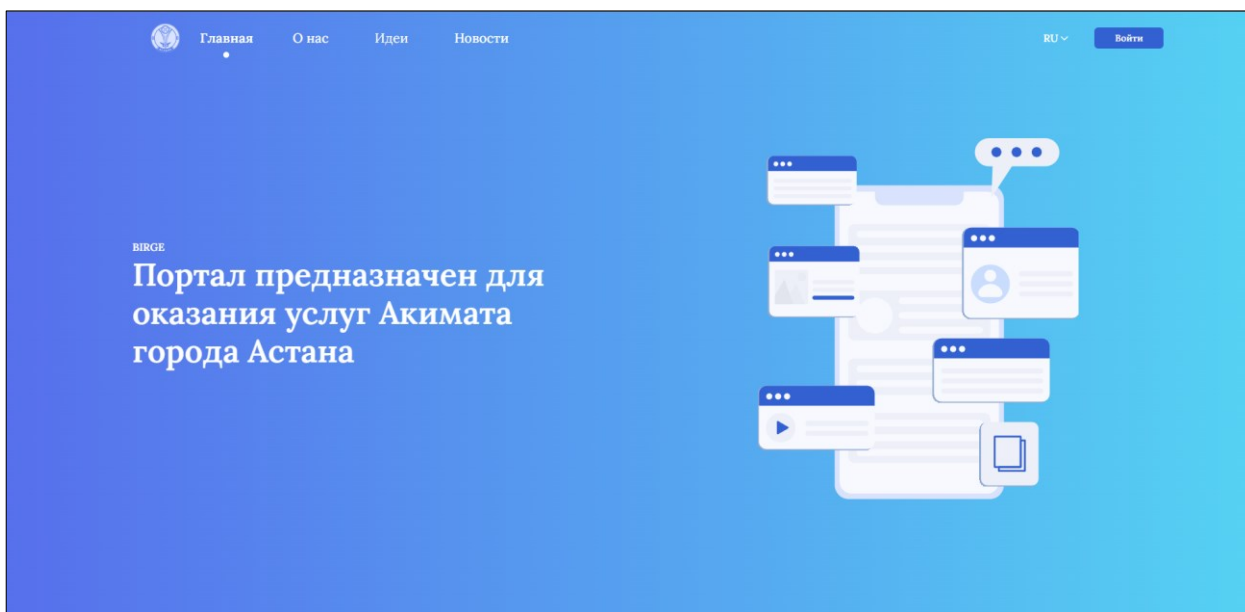 Главная О нас Идеи Новости RU Войти
BIRGE
Портал предназначен для
оказания услуг Акимата
города Астана